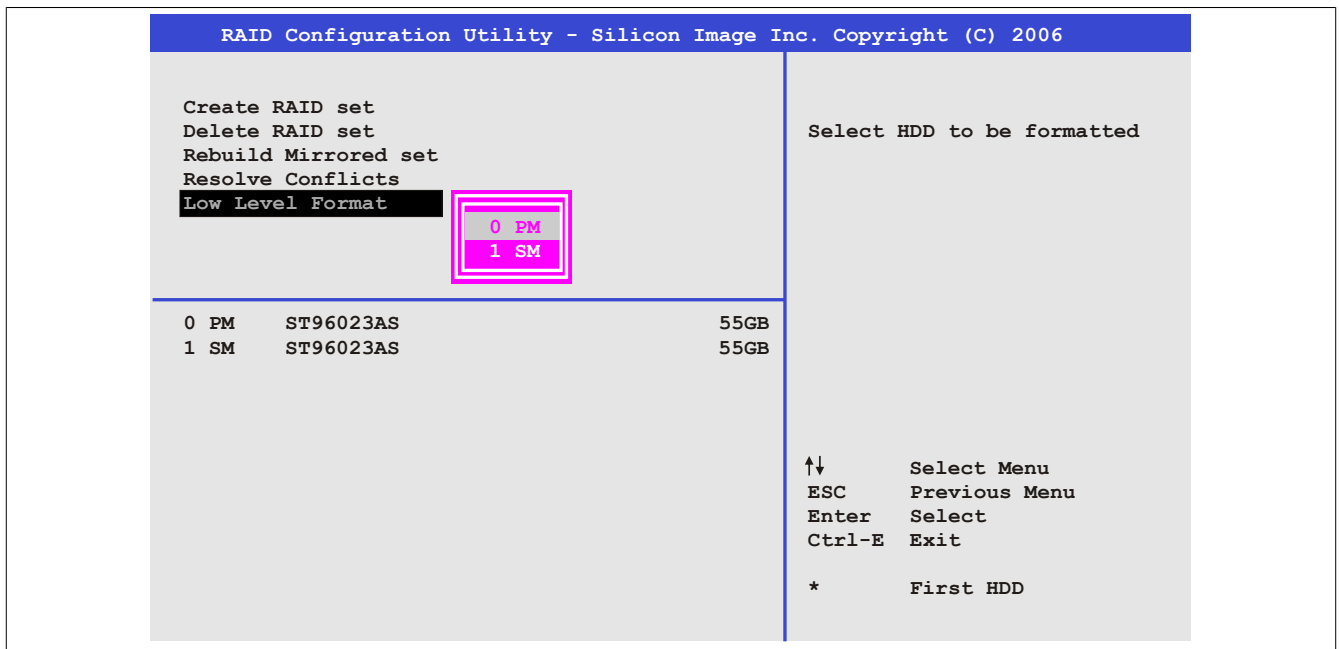 RAID Configuration Utility - Silicon Image Inc. Copyright (C) 2006
Create RAID set
Delete RAID set
Rebuild Mirrored set
Resolve Conflicts
Low Level Format
0 PM
1 SM
0 PM ST96023AS 55GB
1 SM ST96023AS 55GB
Select HDD to be formatted
↑↓ Select Menu
ESC Previous Menu
Enter Select
Ctrl-E Exit
* First HDD